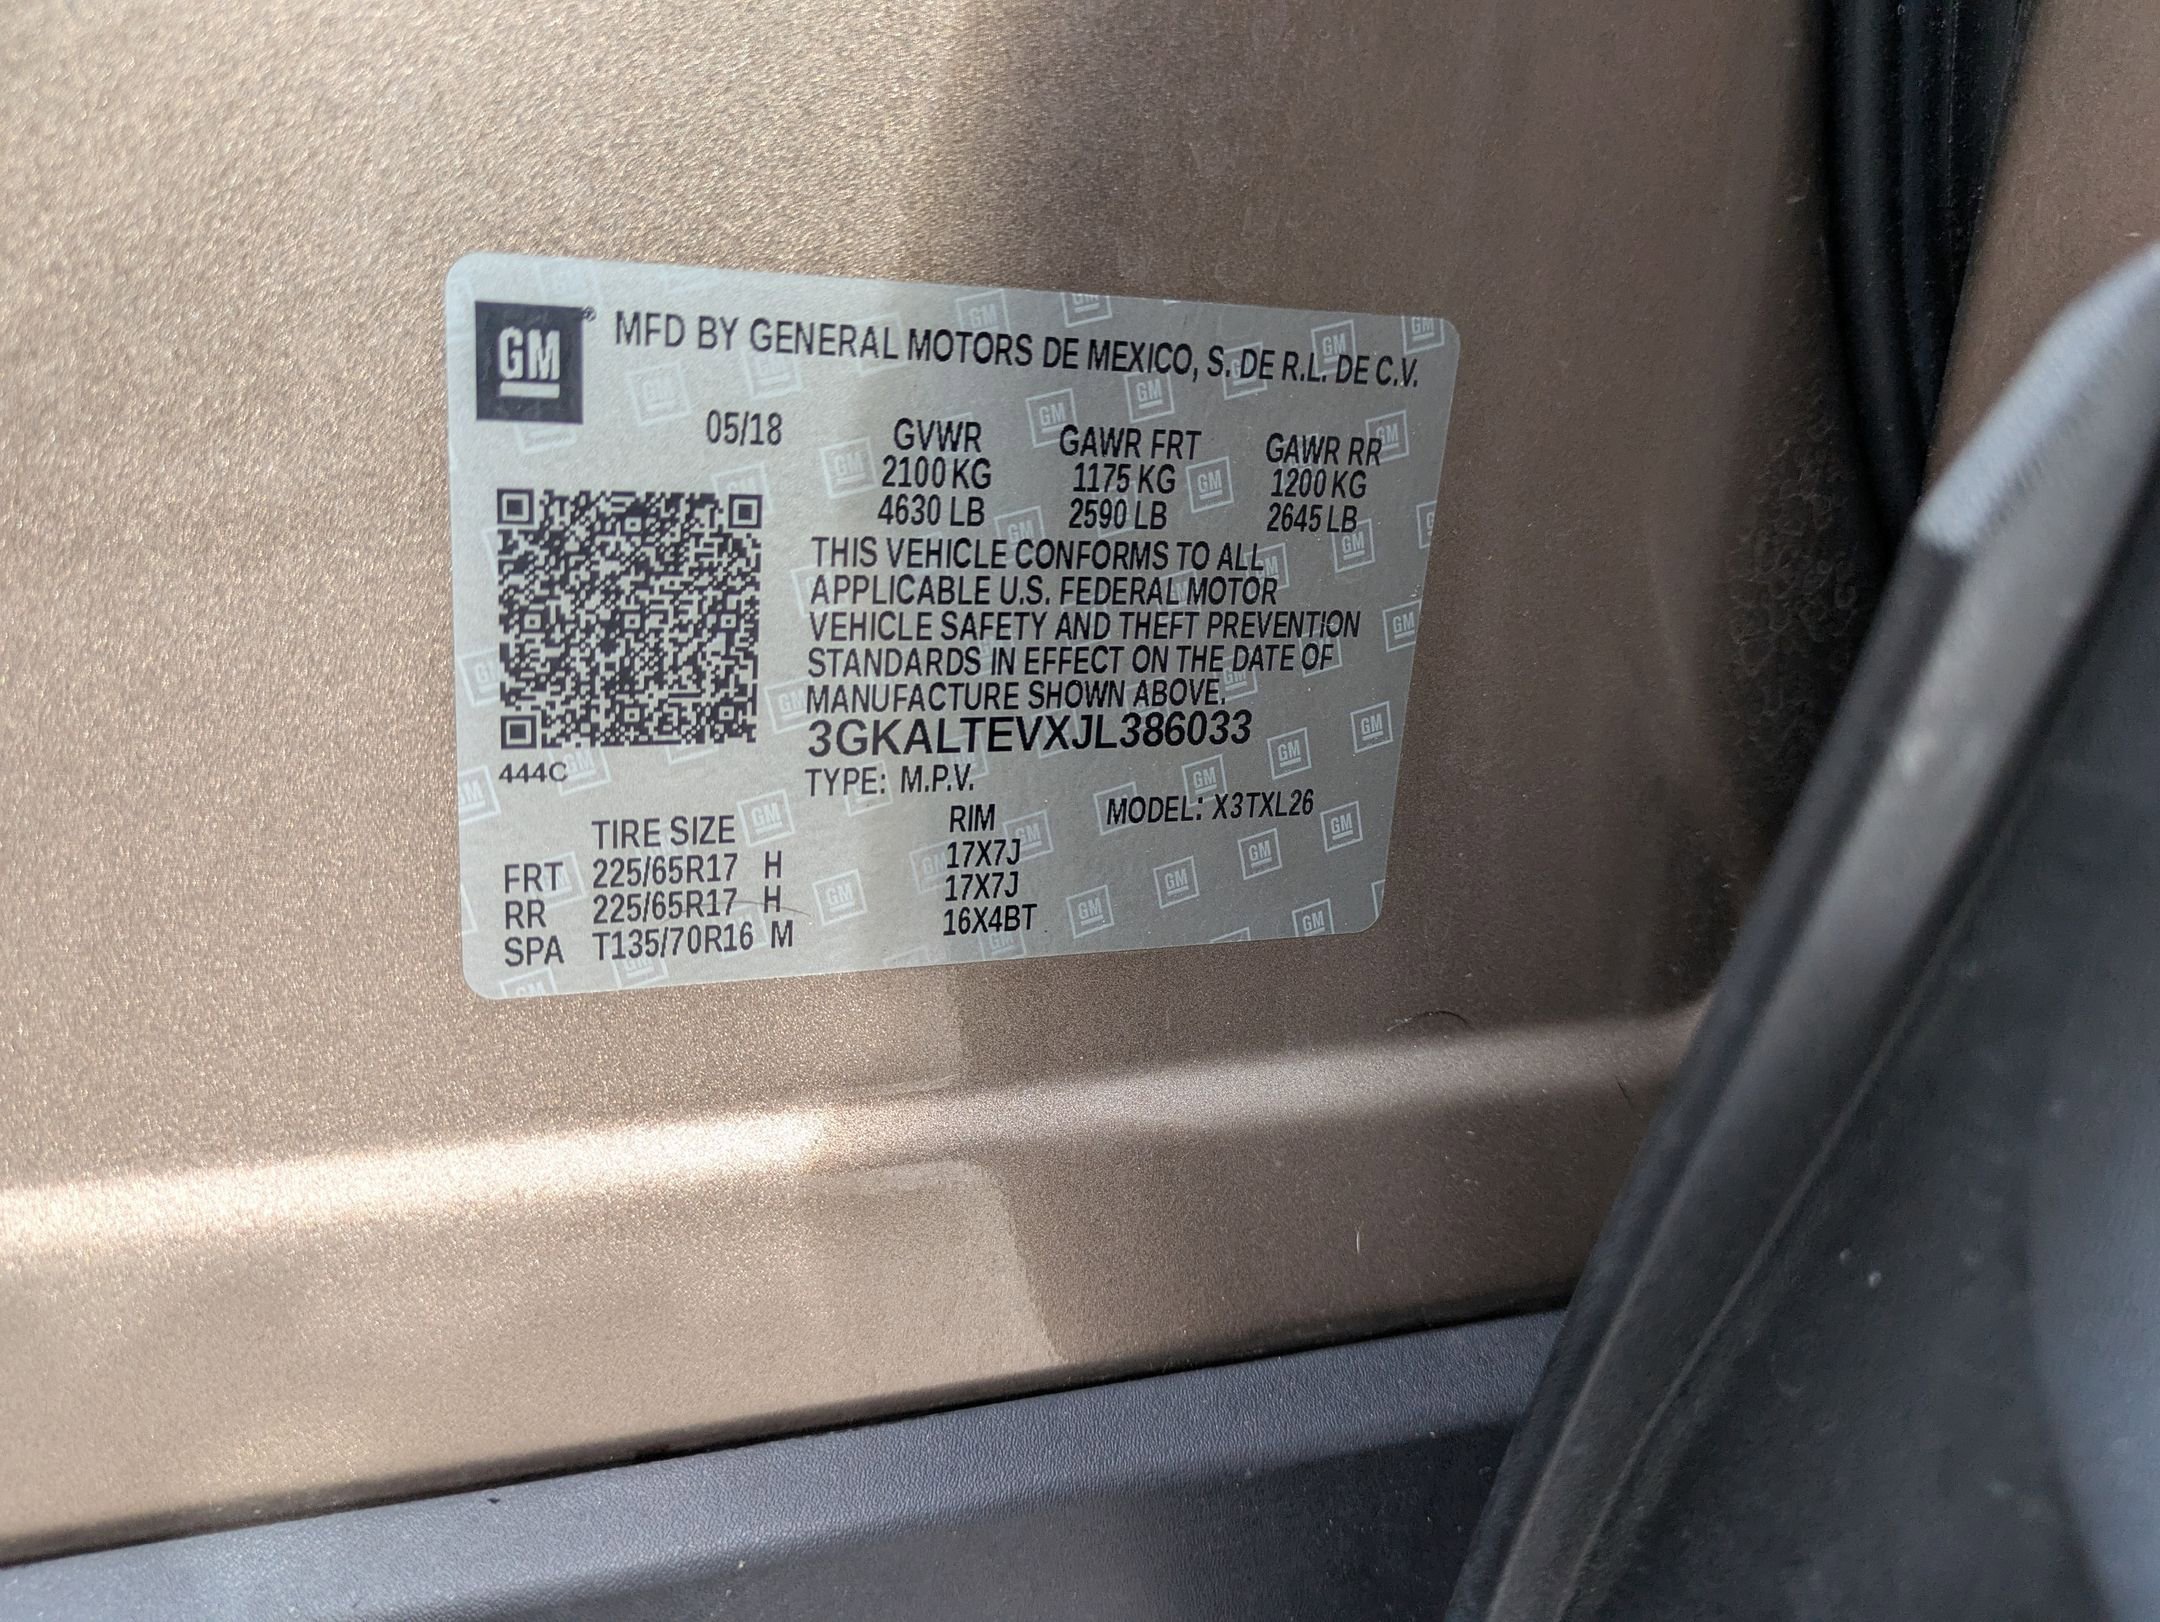 GM® MFD BY GENERAL MOTORS DE MEXICO, S. DE R.L. DE C.V.
05/18 GVWR GAWR FRT GAWR RR
2100 KG 1175 KG 1200 KG
4630 LB 2590 LB 2645 LB
THIS VEHICLE CONFORMS TO ALL
APPLICABLE U.S. FEDERAL MOTOR
VEHICLE SAFETY AND THEFT PREVENTION
STANDARDS IN EFFECT ON THE DATE OF
MANUFACTURE SHOWN ABOVE.
3GKALTEVXJL386033
444C TYPE: M.P.V.
TIRE SIZE RIM MODEL: X3TXL26
FRT 225/65R17 H 17X7J
RR 225/65R17 H 17X7J
SPA T135/70R16 M 16X4BT